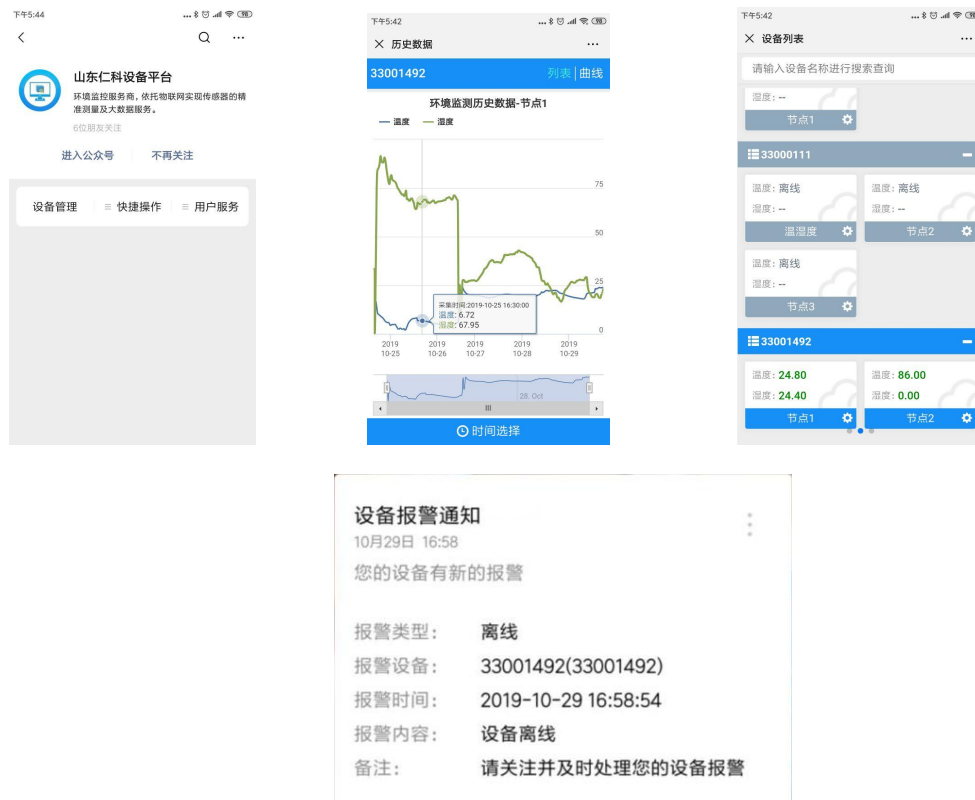 下午5:44
山东仁科设备平台
环境监控服务商，依托物联网实现传感器的精
准测量及大数据服务。
6位朋友关注
进入公众号 不再关注
设备管理 快捷操作 用户服务
下午5:42
历史数据
33001492 列表|曲线
环境监测历史数据-节点1
温度 湿度
75
50
25
0
采集时间:2019-10-25 16:30:00
温度: 6.72
湿度: 67.95
2019 2019 2019 2019 2019
10-25 10-26 10-27 10-28 10-29
28. Oct
时间选择
下午5:42
设备列表
请输入设备名称进行搜索查询
湿度: --
节点1
33000111
温度: 离线 温度: 离线
湿度: -- 湿度: --
温湿度 节点2
温度: 离线
湿度: --
节点3
33001492
温度: 24.80 温度: 86.00
湿度: 24.40 湿度: 0.00
节点1 节点2
设备报警通知
10月29日 16:58
您的设备有新的报警
报警类型: 离线
报警设备: 33001492(33001492)
报警时间: 2019-10-29 16:58:54
报警内容: 设备离线
备注: 请关注并及时处理您的设备报警